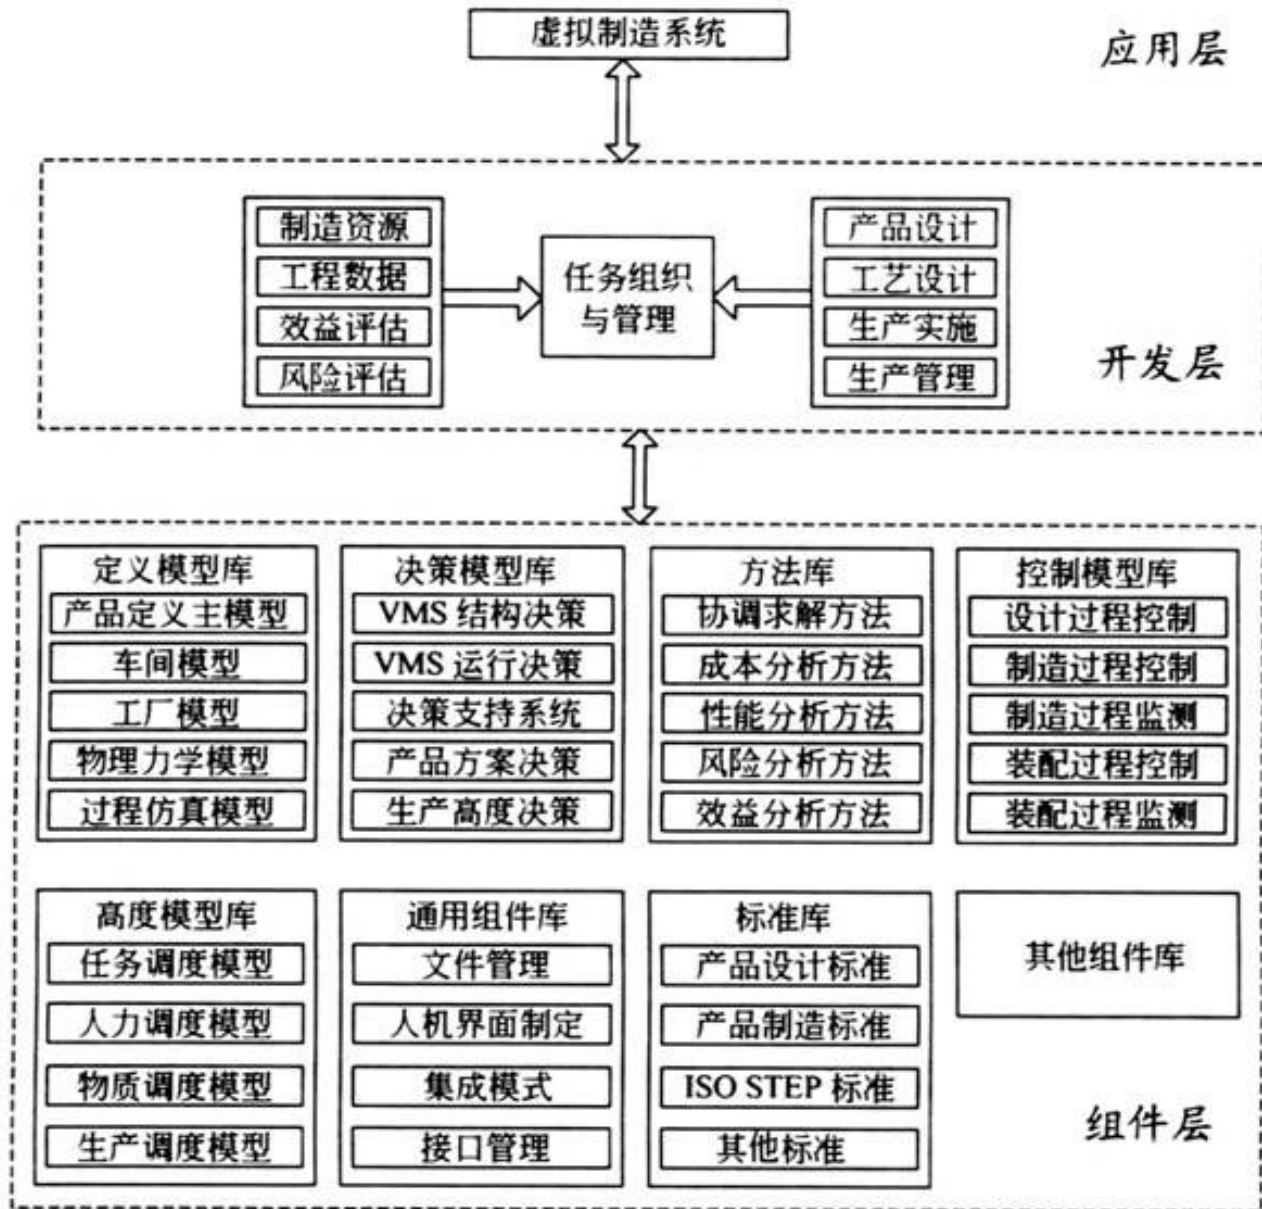 虚拟制造系统
应用层
制造资源
工程数据
效益评估
风险评估
任务组织
与管理
产品设计
工艺设计
生产实施
生产管理
开发层
定义模型库
产品定义主模型
车间模型
工厂模型
物理力学模型
过程仿真模型
决策模型库
VMS 结构决策
VMS 运行决策
决策支持系统
产品方案决策
生产高度决策
方法库
协调求解方法
成本分析方法
性能分析方法
风险分析方法
效益分析方法
控制模型库
设计过程控制
制造过程控制
制造过程监测
装配过程控制
装配过程监测
高度模型库
任务调度模型
人力调度模型
物质调度模型
生产调度模型
通用组件库
文件管理
人机界面制定
集成模式
接口管理
标准库
产品设计标准
产品制造标准
ISO STEP 标准
其他标准
其他组件库
组件层